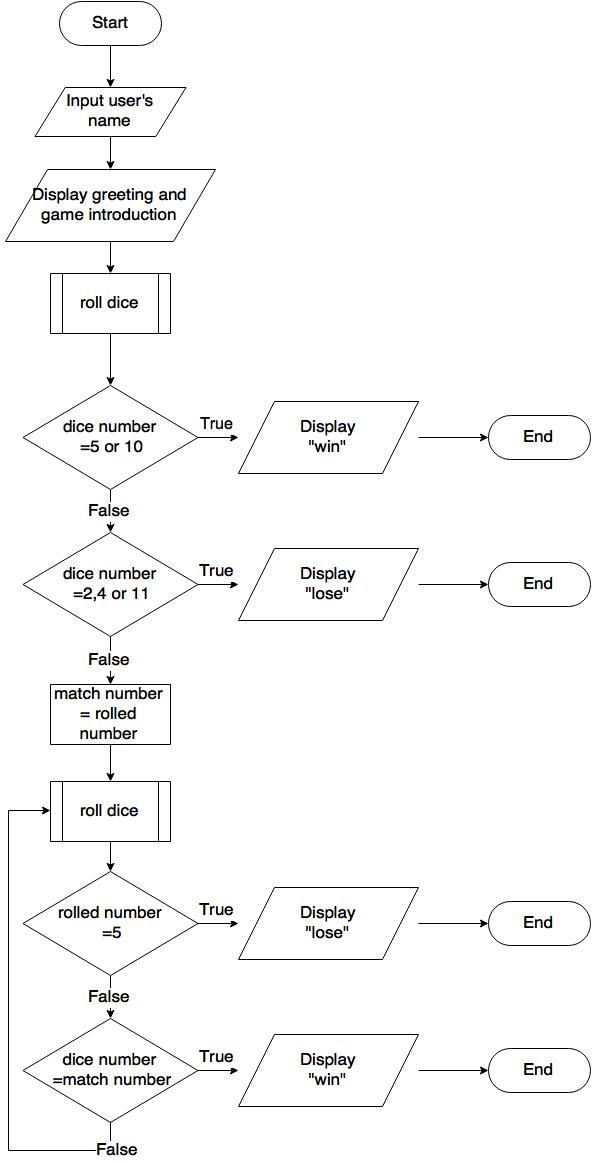 Start
Input user's
name
Display greeting and
game introduction
roll dice
dice number
=5 or 10
True
Display
"win"
End
False
dice number
=2,4 or 11
True
Display
"lose"
End
False
match number
= rolled
number
roll dice
rolled number
=5
True
Display
"lose"
End
False
dice number
=match number
True
Display
"win"
End
False